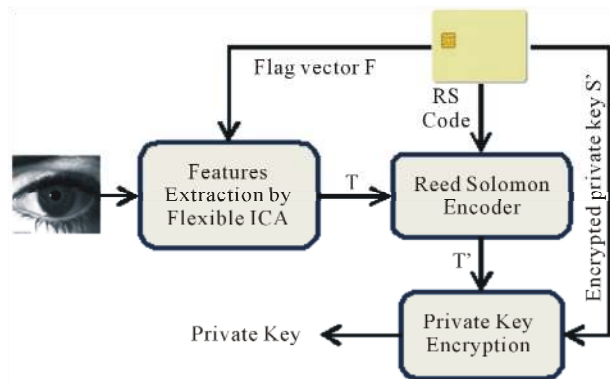 Flag vector F
RS
Code
Encrypted private key S’
Features
Extraction by
Flexible ICA
T
Reed Solomon
Encoder
T’
Private Key
Private Key
Encryption